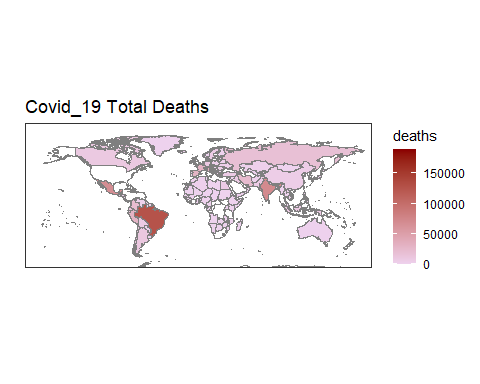 Covid_19 Total Deaths
deaths
150000
100000
50000
0